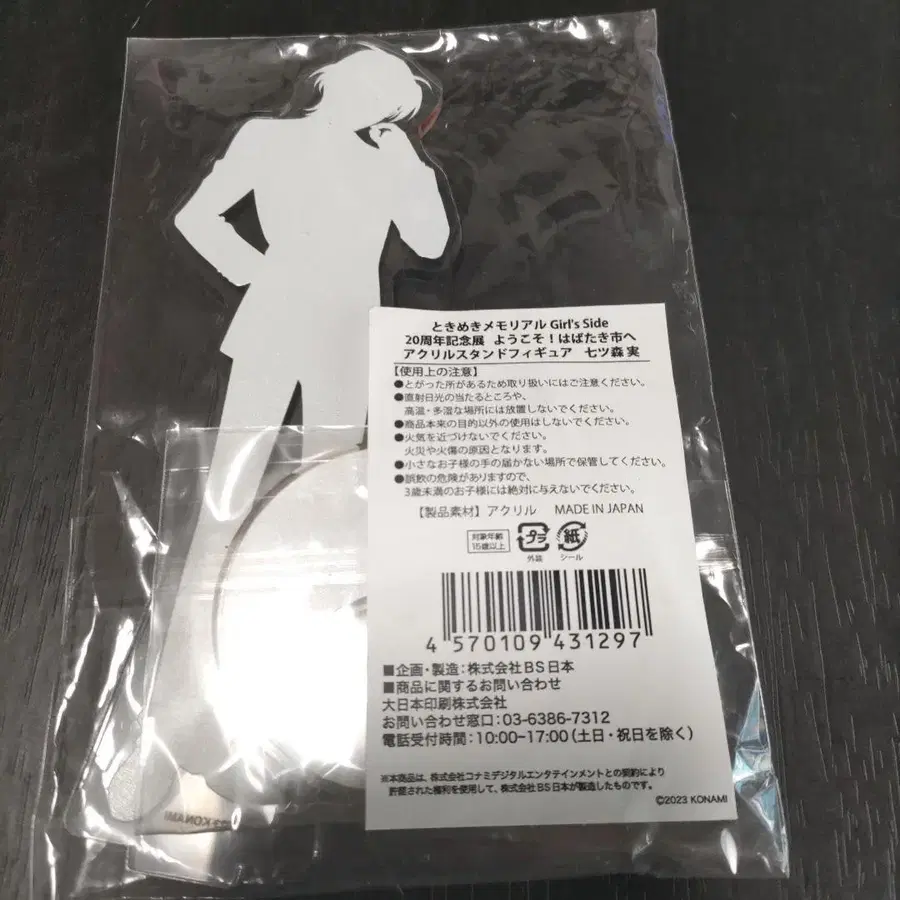 ときめきメモリアル Girl's Side
20周年記念展 ようこそ！はばたき市へ
アクリルスタンドフィギュア 七ツ森 実
【使用上の注意】
●とがった所があるため取り扱いにはご注意ください。
●直射日光の当たるところや、
高温・多湿な場所には放置しないでください。
●商品本来の目的以外の使用はしないでください。
●火気を近づけないでください。
火災や火傷の原因となります。
●小さなお子様の手の届かない場所で保管してください。
●誤飲の危険がありますので、
3歳未満のお子様には絶対に与えないでください。
【製品素材】アクリル MADE IN JAPAN
対象年齢
15歳以上
プラ
外装
紙
シール
4 570109 431297
■企画・製造：株式会社BS日本
■商品に関するお問い合わせ
大日本印刷株式会社
お問い合わせ窓口：03-6386-7312
電話受付時間：10:00-17:00（土日・祝日を除く）
※本商品は、株式会社コナミデジタルエンタテインメントとの契約により
許諾された権利を使用して、株式会社BS日本が製造したものです。
©2023 KONAMI
23 KONAMI